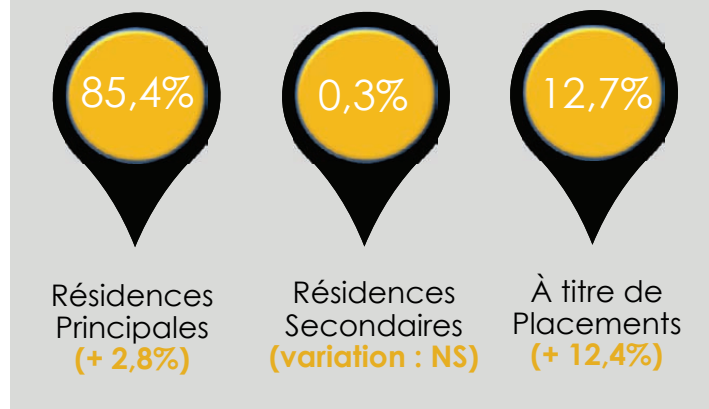 85,4%
0,3%
12,7%
Résidences
Principales
(+ 2,8%)
Résidences
Secondaires
(variation : NS)
À titre de
Placements
(+ 12,4%)